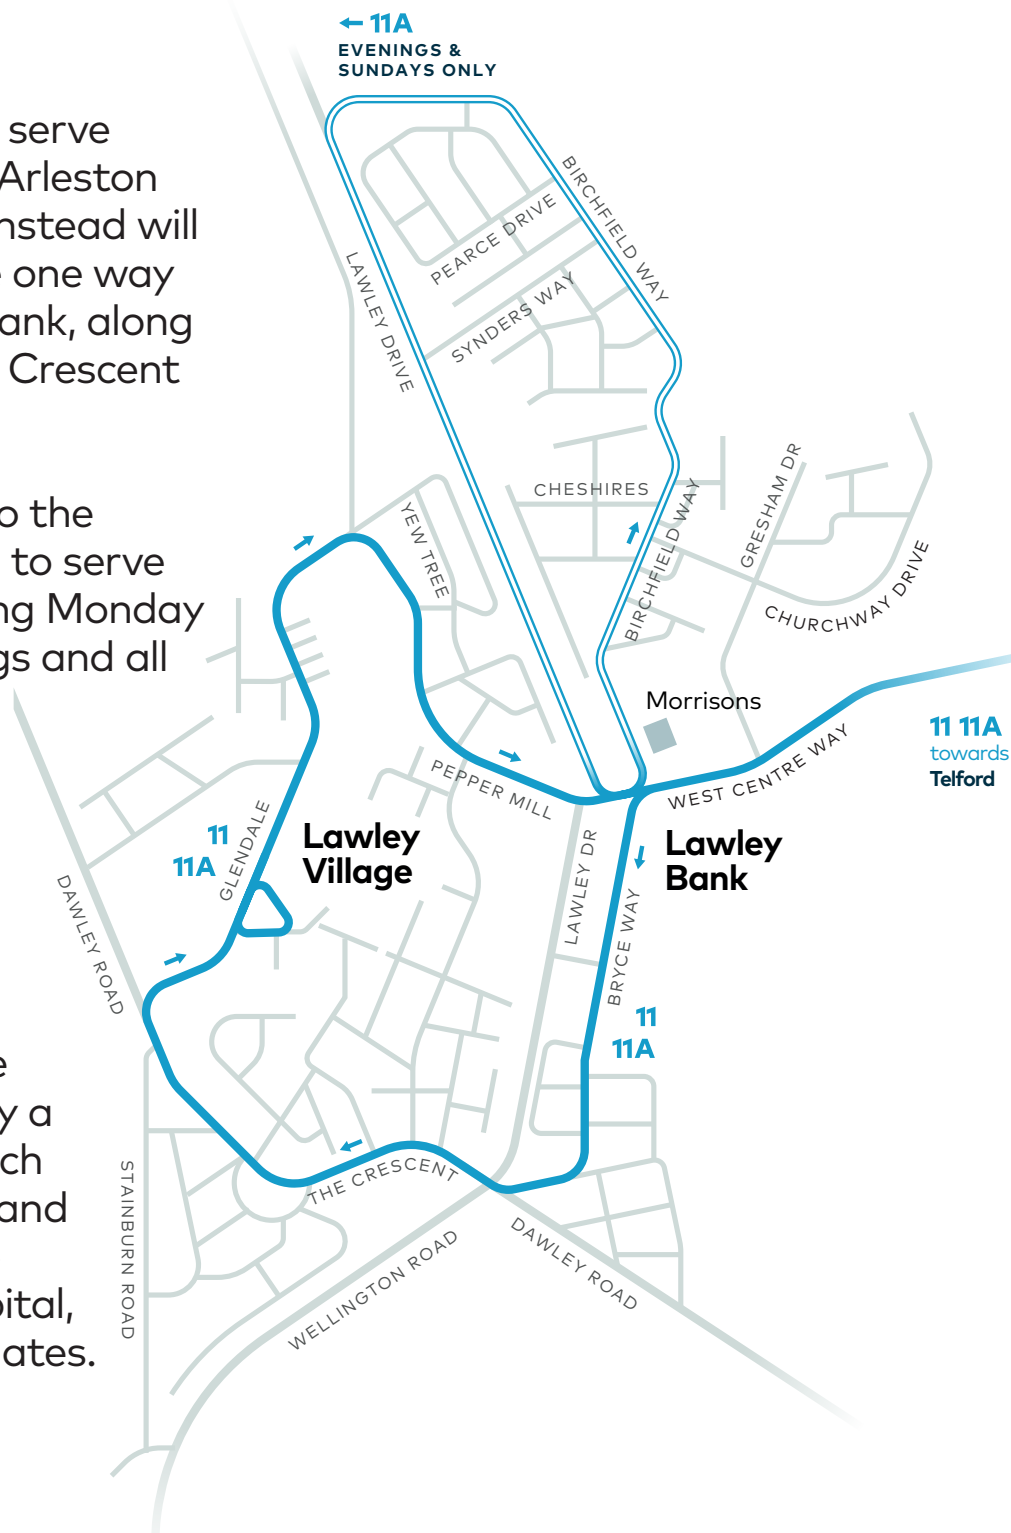 ← 11A
EVENINGS &
SUNDAYS ONLY
serve
Arleston
nstead will
one way
ank, along
Crescent
o the
to serve
ng Monday
gs and all
y a
ch
and
pital,
ates.
BIRCHFIELD WAY
PEARCE DRIVE
LAWLEY DRIVE
SYNDERS WAY
CHESHIRES
YEW TREE
BIRCHFIELD WAY
GRESHAM DR
CHURCHWAY DRIVE
Morrisons
11 11A
towards
Telford
WEST CENTRE WAY
PEPPER MILL
11
11A
GLENDALE
Lawley
Village
LAWLEY DR
Lawley
Bank
BRYCE WAY
DAWLEY ROAD
11
11A
THE CRESCENT
STAINBURN ROAD
WELLINGTON ROAD
DAWLEY ROAD